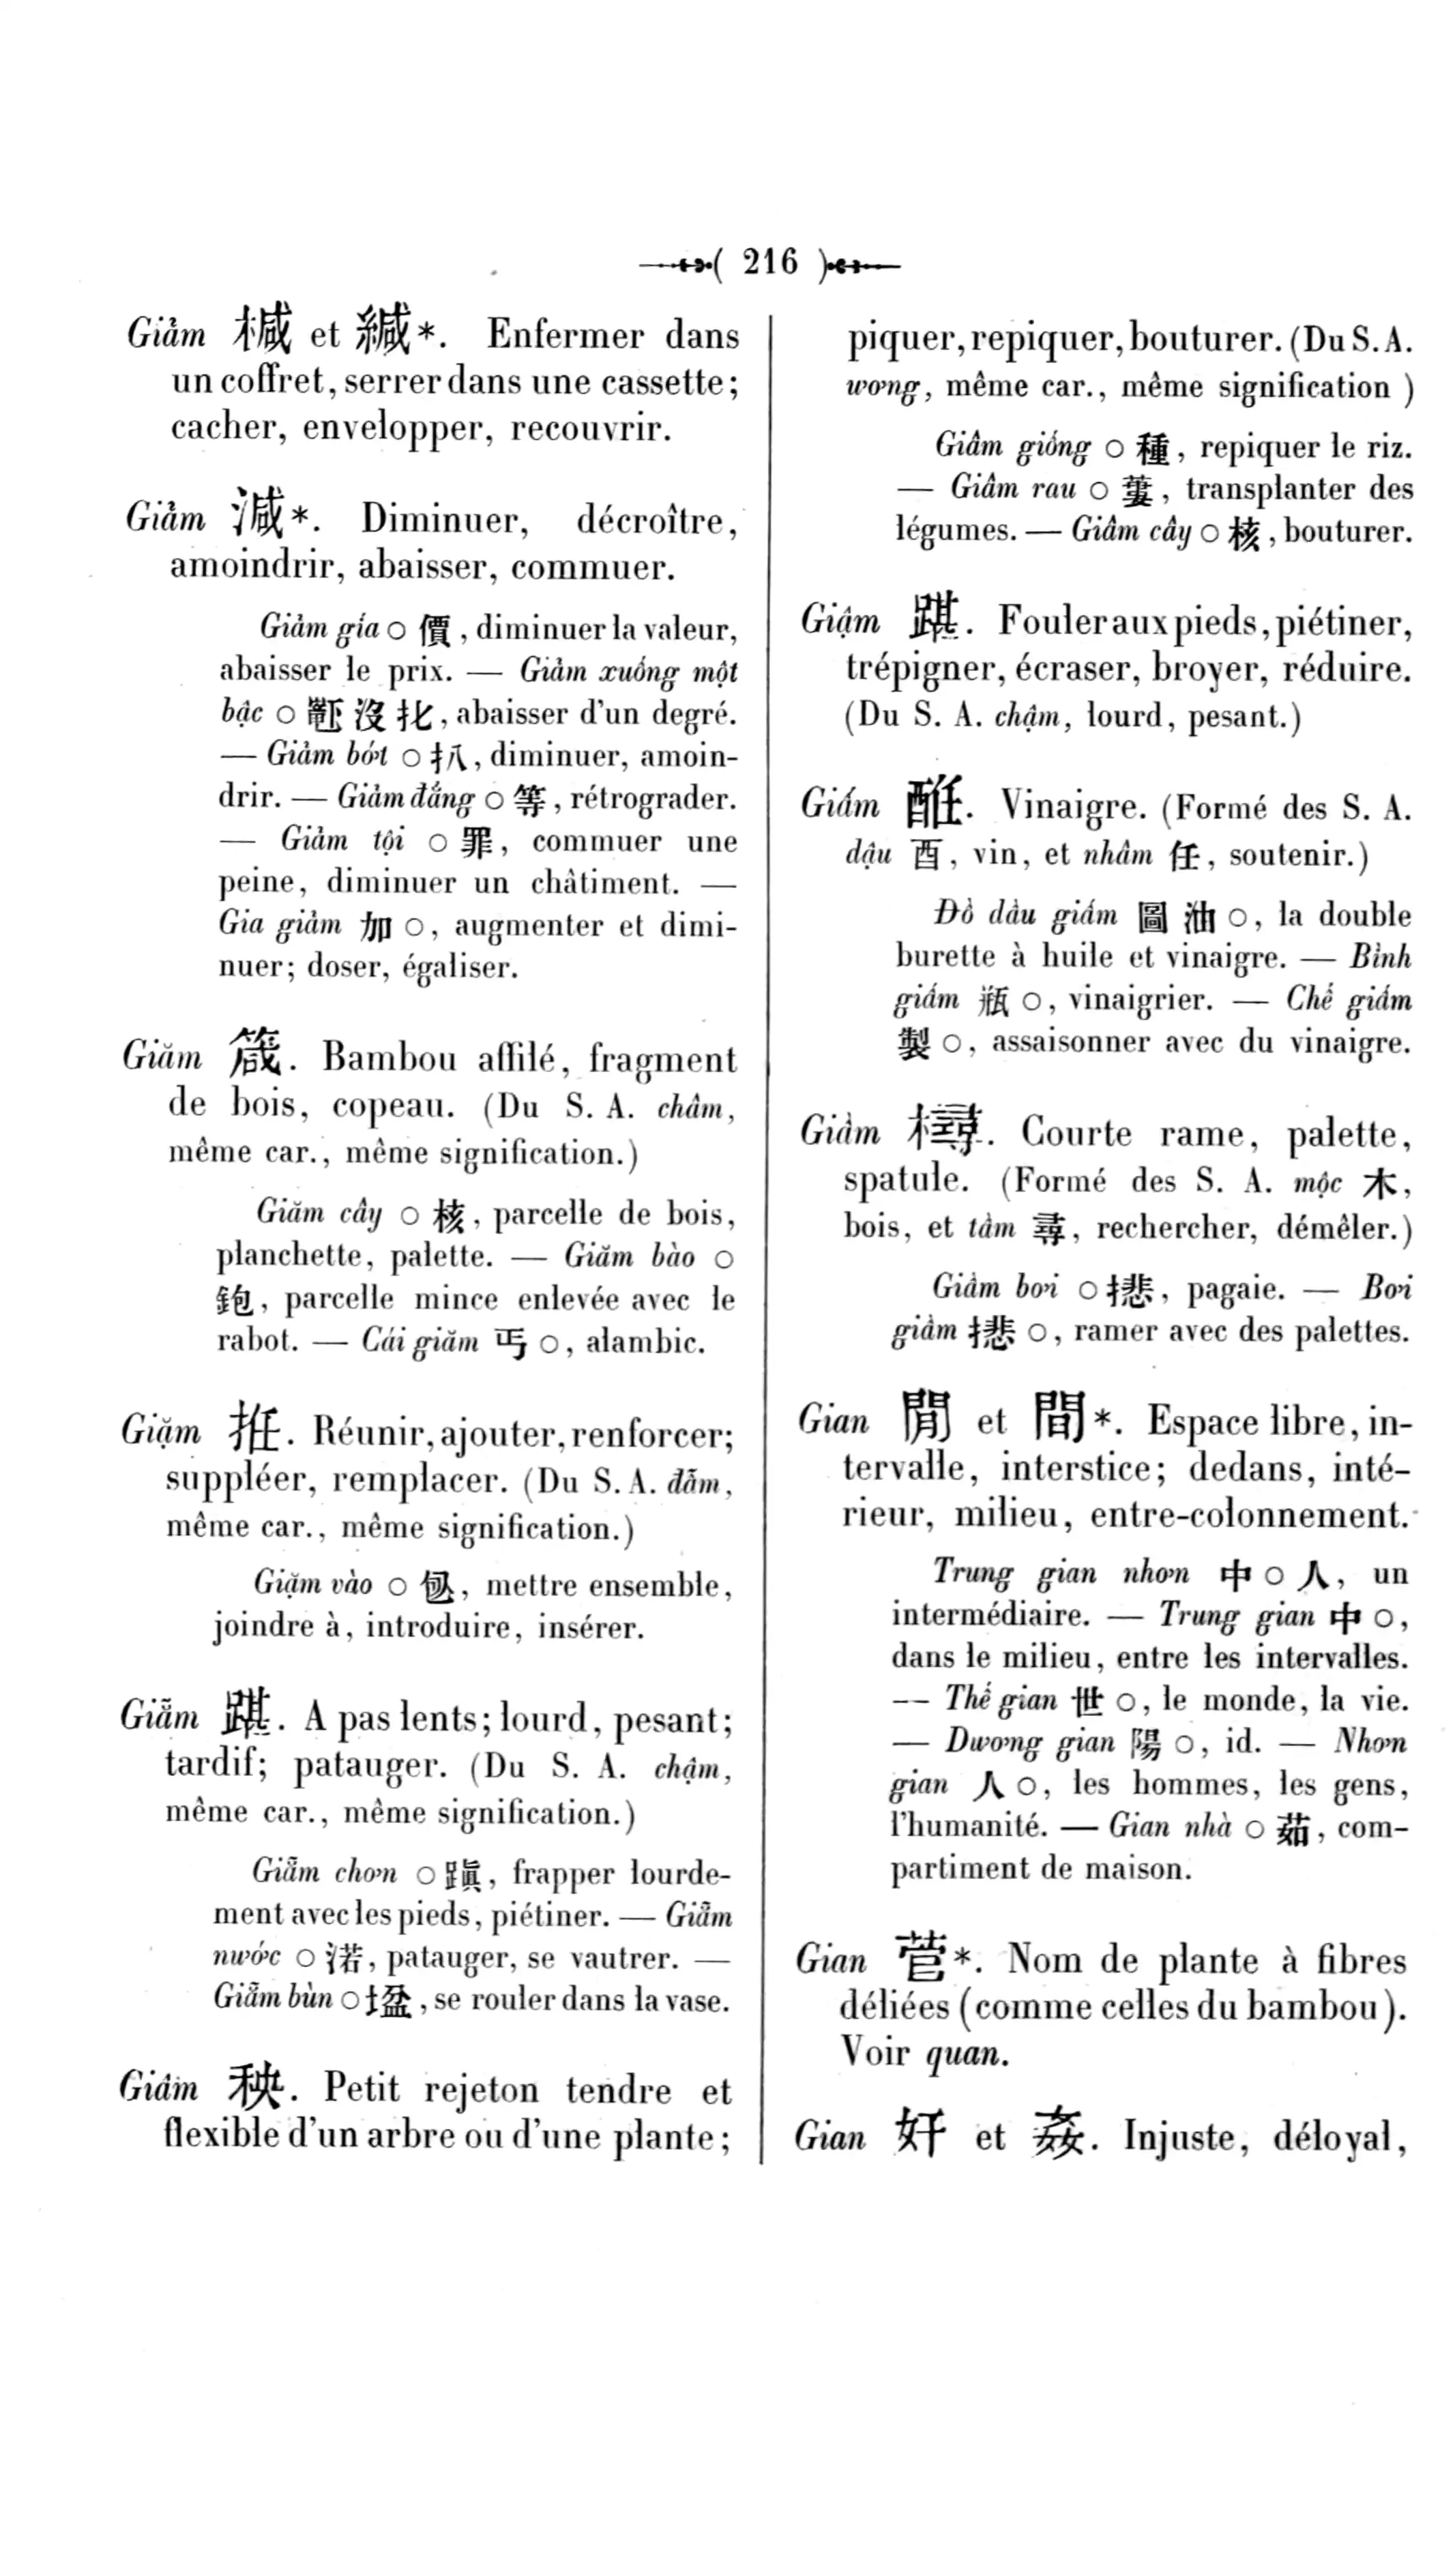 ( 216 )
Giảm 椷 et 緘*. Enfermer dans
un coffret, serrer dans une cassette;
cacher, envelopper, recouvrir.
Giảm 减*. Diminuer, décroître,
amoindrir, abaisser, commuer.
Giảm gía ○ 價, diminuer la valeur,
abaisser le prix. — Giảm xuống một
bậc ○ 沒, abaisser d'un degré.
— Giảm bớt ○ 扒, diminuer, amoin-
drir. — Giảm đẳng ○ 等, rétrograder.
— Giảm tội ○ 罪, commuer une
peine, diminuer un châtiment. —
Gia giảm 加 ○, augmenter et dimi-
nuer; doser, égaliser.
Giăm 箴. Bambou affilé, fragment
de bois, copeau. (Du S. A. châm,
même car., même signification.)
Giăm cây ○ 核, parcelle de bois,
planchette, palette. — Giăm bào ○
鉋, parcelle mince enlevée avec le
rabot. — Cái giăm 丐 ○, alambic.
Giặm 拰. Réunir, ajouter, renforcer;
suppléer, remplacer. (Du S. A. đẫm,
même car., même signification.)
Giặm vào ○, mettre ensemble,
joindre à, introduire, insérer.
Giẵm 踸. A pas lents; lourd, pesant;
tardif; patauger. (Du S. A. chậm,
même car., même signification.)
Giẵm chơn ○ 蹎, frapper lourde-
ment avec les pieds, piétiner. — Giẵm
nước ○ 渃, patauger, se vautrer. —
Giẵm bùn ○ 塧, se rouler dans la vase.
Giâm 秧. Petit rejeton tendre et
flexible d'un arbre ou d'une plante;
piquer, repiquer, bouturer. (Du S. A.
ương, même car., même signification )
Giâm giống ○ 種, repiquer le riz.
— Giâm rau ○ 蔞, transplanter des
légumes. — Giâm cây ○ 核, bouturer.
Giậm 踸. Fouler aux pieds, piétiner,
trépigner, écraser, broyer, réduire.
(Du S. A. chậm, lourd, pesant.)
Giấm 䣸. Vinaigre. (Formé des S. A.
dậu 酉, vin, et nhâm 任, soutenir.)
Đồ dầu giấm 圖 油 ○, la double
burette à huile et vinaigre. — Bình
giấm 瓶 ○, vinaigrier. — Chế giấm
製 ○, assaisonner avec du vinaigre.
Giầm 樳. Courte rame, palette,
spatule. (Formé des S. A. mộc 木,
bois, et tầm 尋, rechercher, démêler.)
Giầm bơi ○, pagaie. — Bơi
giầm ○, ramer avec des palettes.
Gian 閒 et 間*. Espace libre, in-
tervalle, interstice; dedans, inté-
rieur, milieu, entre-colonnement.
Trung gian nhơn 中 ○ 人, un
intermédiaire. — Trung gian 中 ○,
dans le milieu, entre les intervalles.
— Thế gian 世 ○, le monde, la vie.
— Dương gian 陽 ○, id. — Nhơn
gian 人 ○, les hommes, les gens,
l'humanité. — Gian nhà ○ 茹, com-
partiment de maison.
Gian 菅*. Nom de plante à fibres
déliées (comme celles du bambou).
Voir quan.
Gian 奸 et 姦. Injuste, déloyal,